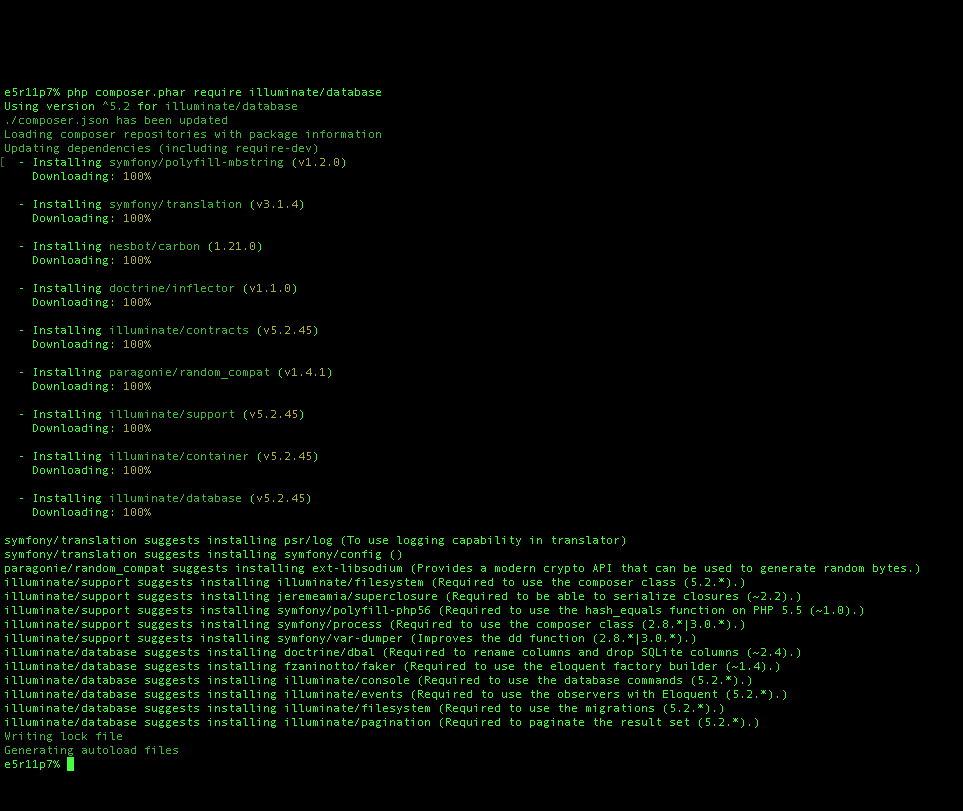 e5r11p7% php composer.phar require illuminate/database
Using version ^5.2 for illuminate/database
./composer.json has been updated
Loading composer repositories with package information
Updating dependencies (including require-dev)
[  - Installing symfony/polyfill-mbstring (v1.2.0)
    Downloading: 100%
  - Installing symfony/translation (v3.1.4)
    Downloading: 100%
  - Installing nesbot/carbon (1.21.0)
    Downloading: 100%
  - Installing doctrine/inflector (v1.1.0)
    Downloading: 100%
  - Installing illuminate/contracts (v5.2.45)
    Downloading: 100%
  - Installing paragonie/random_compat (v1.4.1)
    Downloading: 100%
  - Installing illuminate/support (v5.2.45)
    Downloading: 100%
  - Installing illuminate/container (v5.2.45)
    Downloading: 100%
  - Installing illuminate/database (v5.2.45)
    Downloading: 100%
symfony/translation suggests installing psr/log (To use logging capability in translator)
symfony/translation suggests installing symfony/config ()
paragonie/random_compat suggests installing ext-libsodium (Provides a modern crypto API that can be used to generate random bytes.)
illuminate/support suggests installing illuminate/filesystem (Required to use the composer class (5.2.*).)
illuminate/support suggests installing jeremeamia/superclosure (Required to be able to serialize closures (~2.2).)
illuminate/support suggests installing symfony/polyfill-php56 (Required to use the hash_equals function on PHP 5.5 (~1.0).)
illuminate/support suggests installing symfony/process (Required to use the composer class (2.8.*|3.0.*).)
illuminate/support suggests installing symfony/var-dumper (Improves the dd function (2.8.*|3.0.*).)
illuminate/database suggests installing doctrine/dbal (Required to rename columns and drop SQLite columns (~2.4).)
illuminate/database suggests installing fzaninotto/faker (Required to use the eloquent factory builder (~1.4).)
illuminate/database suggests installing illuminate/console (Required to use the database commands (5.2.*).)
illuminate/database suggests installing illuminate/events (Required to use the observers with Eloquent (5.2.*).)
illuminate/database suggests installing illuminate/filesystem (Required to use the migrations (5.2.*).)
illuminate/database suggests installing illuminate/pagination (Required to paginate the result set (5.2.*).)
Writing lock file
Generating autoload files
e5r11p7%